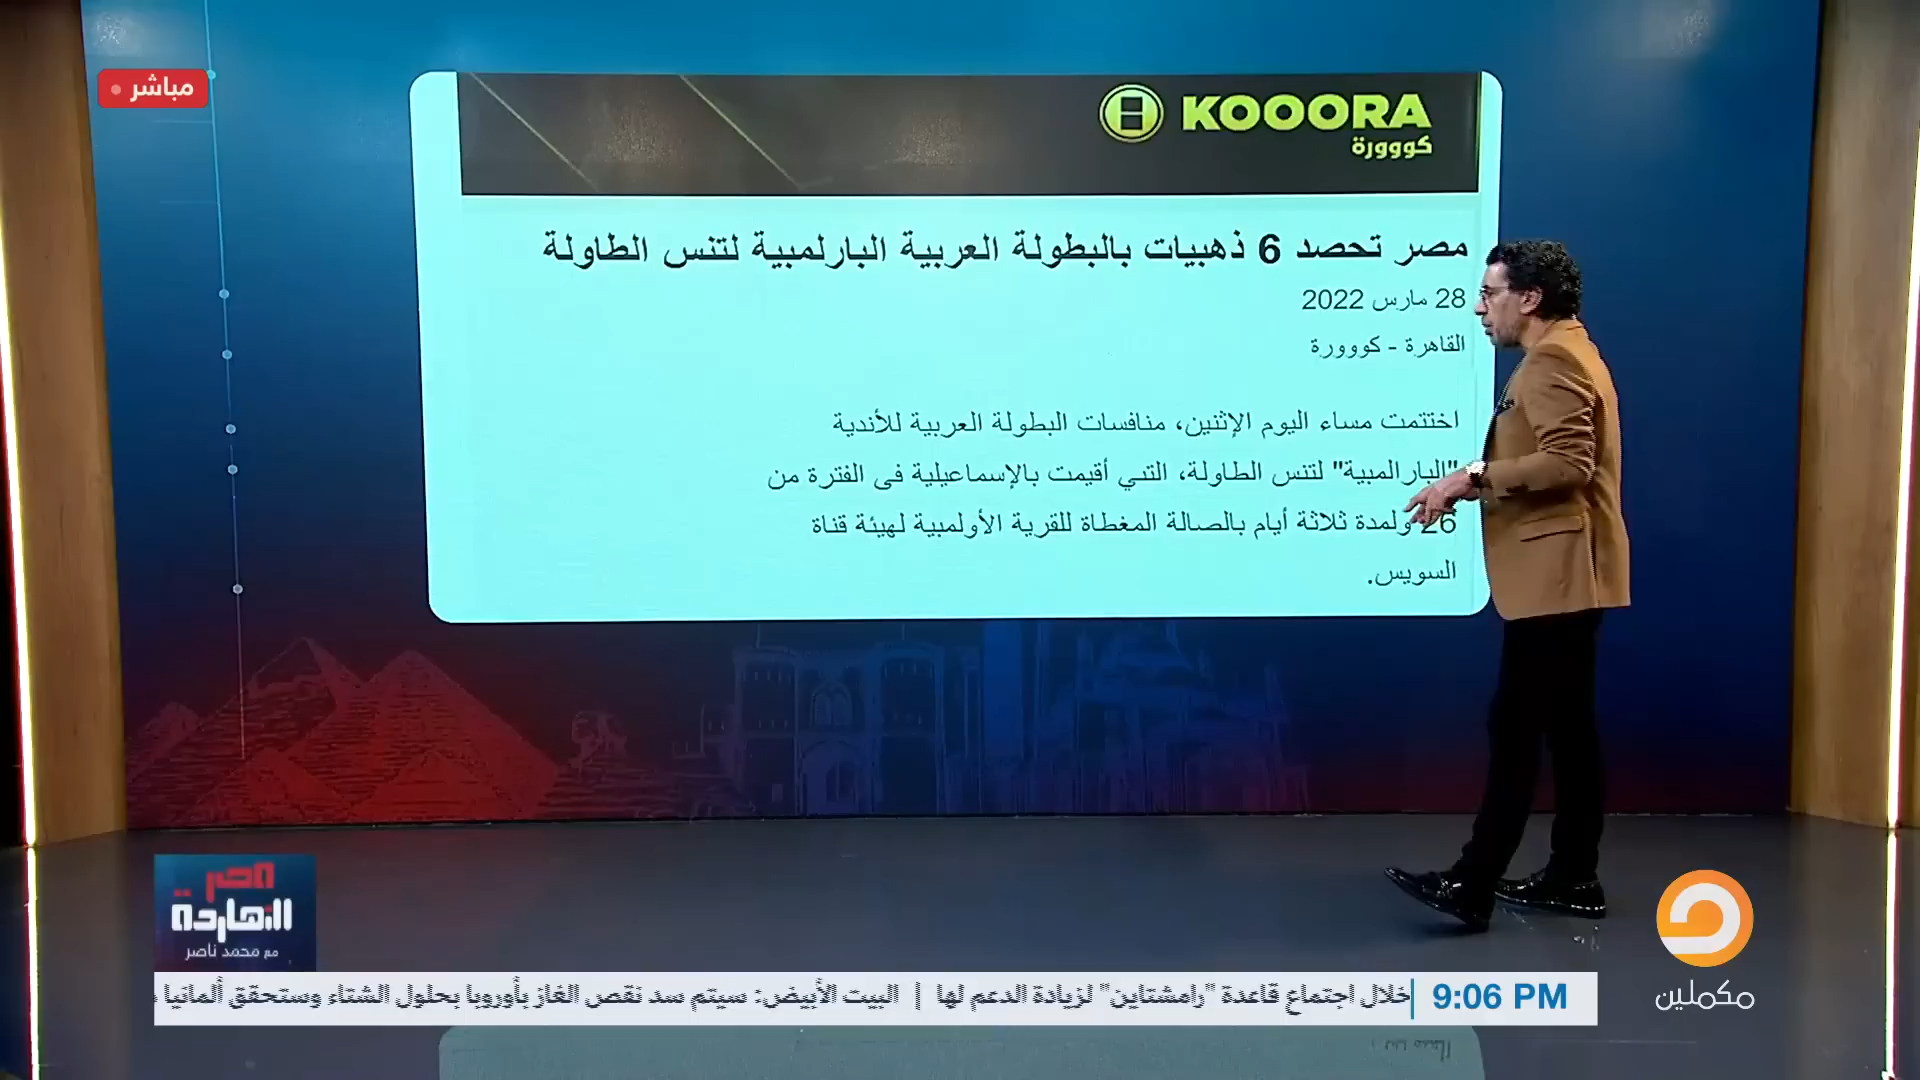 مباشر
KOOORA
كووورة
مصر تحصد 6 ذهبيات بالبطولة العربية البارلمبية لتنس الطاولة
28 مارس 2022
القاهرة - كووورة
اختتمت مساء اليوم الإثنين، منافسات البطولة العربية للأندية
"البارالمبية" لتنس الطاولة، التي أقيمت بالإسماعيلية فى الفترة من
26 ولمدة ثلاثة أيام بالصالة المغطاة للقرية الأولمبية لهيئة قناة
السويس.
مصر
النهاردة
مع محمد ناصر
9:06 PM
خلال اجتماع قاعدة "رامشتاين" لزيادة الدعم لها | البيت الأبيض: سيتم سد نقص الغاز بأوروبا بحلول الشتاء وستحقق ألمانيا
مكملين